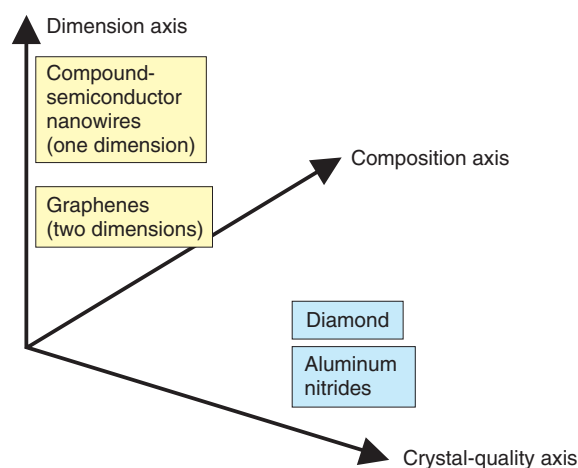 Dimension axis
Compound-
semiconductor
nanowires
(one dimension)
Composition axis
Graphenes
(two dimensions)
Diamond
Aluminum
nitrides
Crystal-quality axis